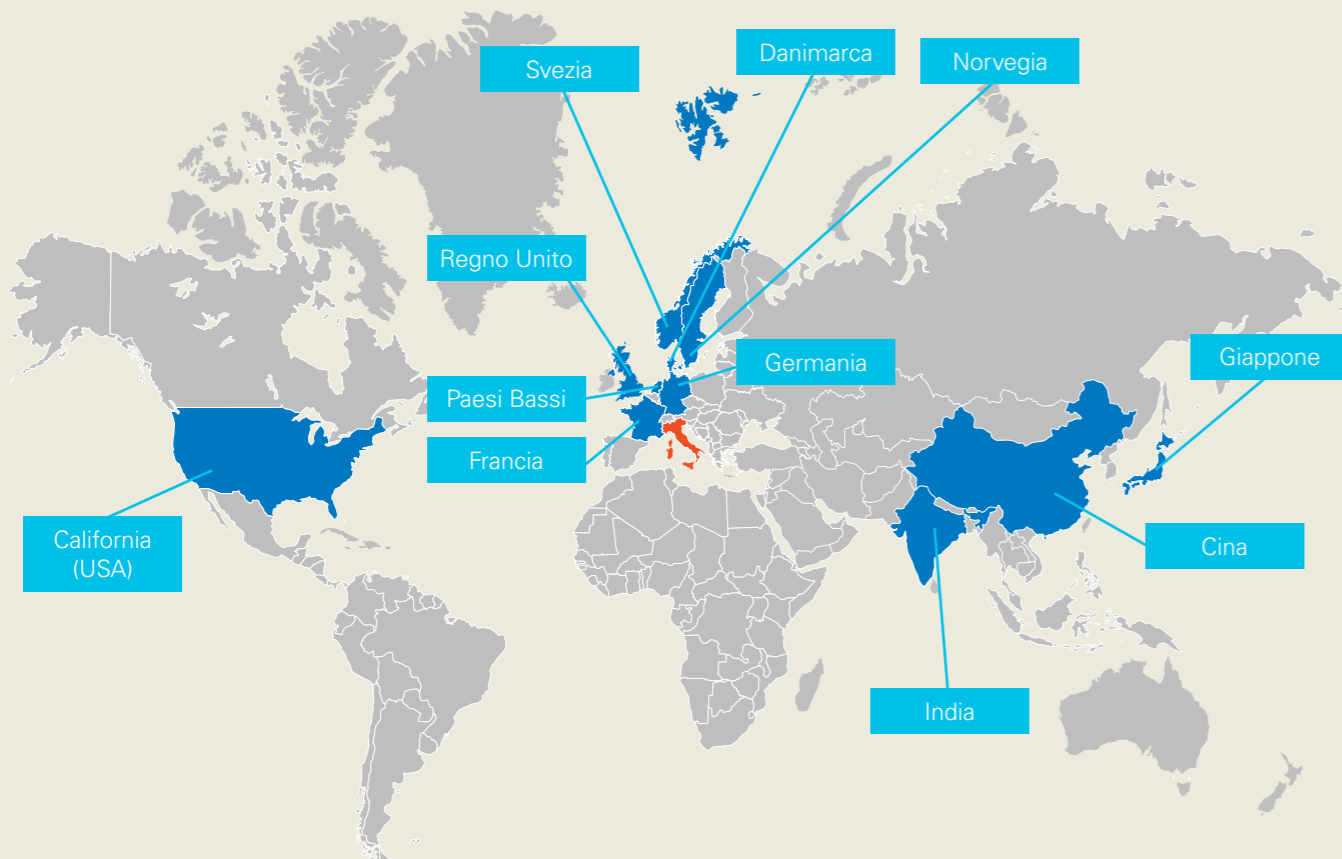 Danimarca
Svezia
Norvegia
Regno Unito
Giappone
Germania
Paesi Bassi
Francia
California
(USA)
Cina
India